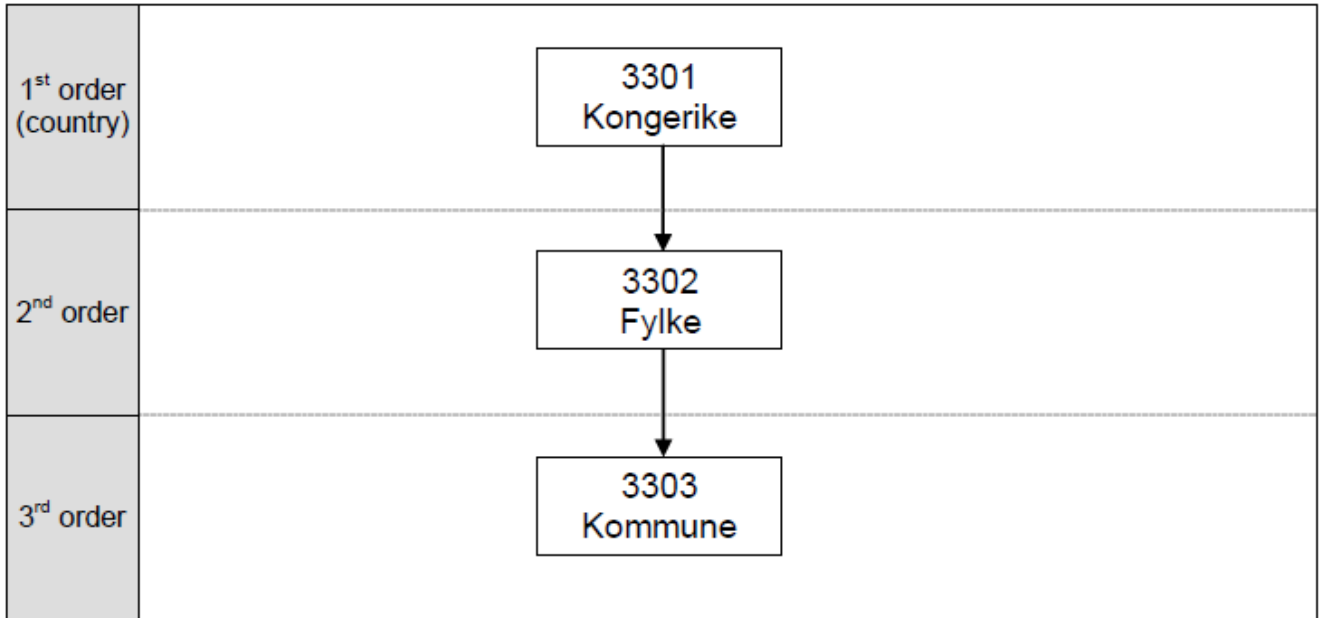 1st order
(country)
3301
Kongerike
2nd order
3302
Fylke
3rd order
3303
Kommune